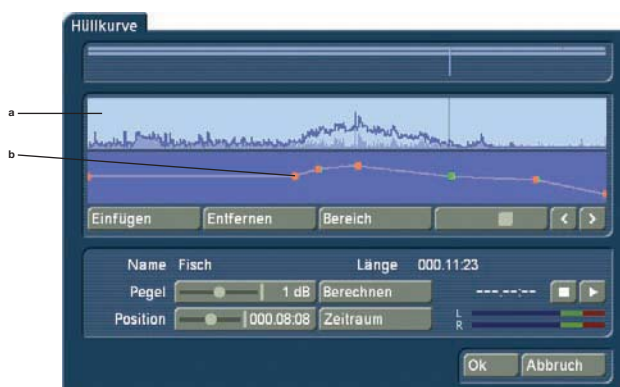 Hüllkurve
a
b
Einfügen Entfernen Bereich < >
Name Fisch Länge 000.11:23
Pegel 1 dB Berechnen ---.--:--
Position 000.08:08 Zeitraum L
R
Ok Abbruch